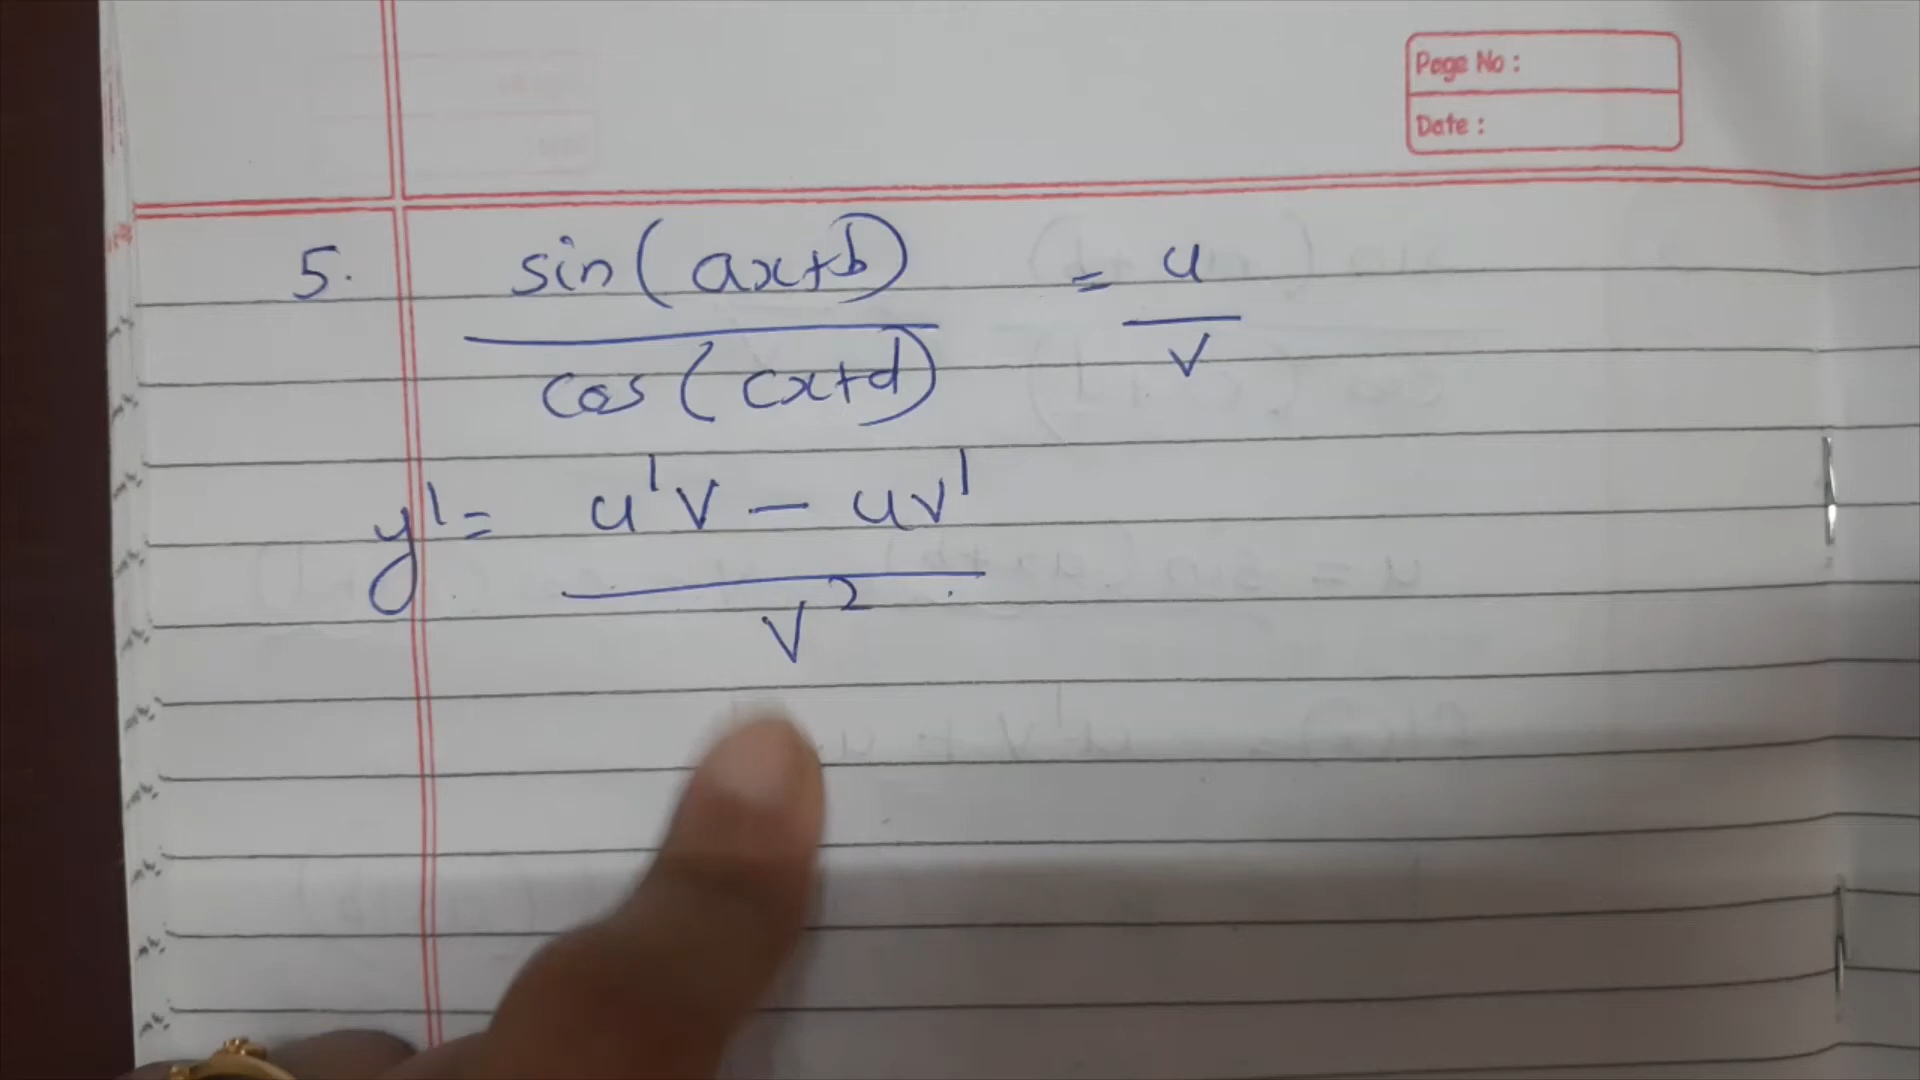 Page No :
Date :
5. sin(ax+b) = u
cos(cx+d) v
y' = u'v - uv'
v²